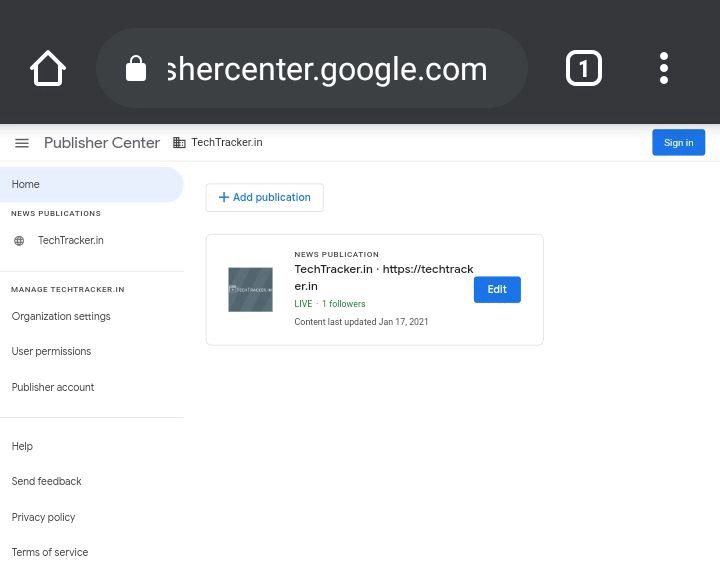 shercenter.google.com
1
Publisher Center
TechTracker.in
Sign in
Home
NEWS PUBLICATIONS
TechTracker.in
MANAGE TECHTRACKER.IN
Organization settings
User permissions
Publisher account
Help
Send feedback
Privacy policy
Terms of service
+ Add publication
TECHTRACKER.IN
NEWS PUBLICATION
TechTracker.in · https://techtrack
er.in
LIVE · 1 followers
Content last updated Jan 17, 2021
Edit